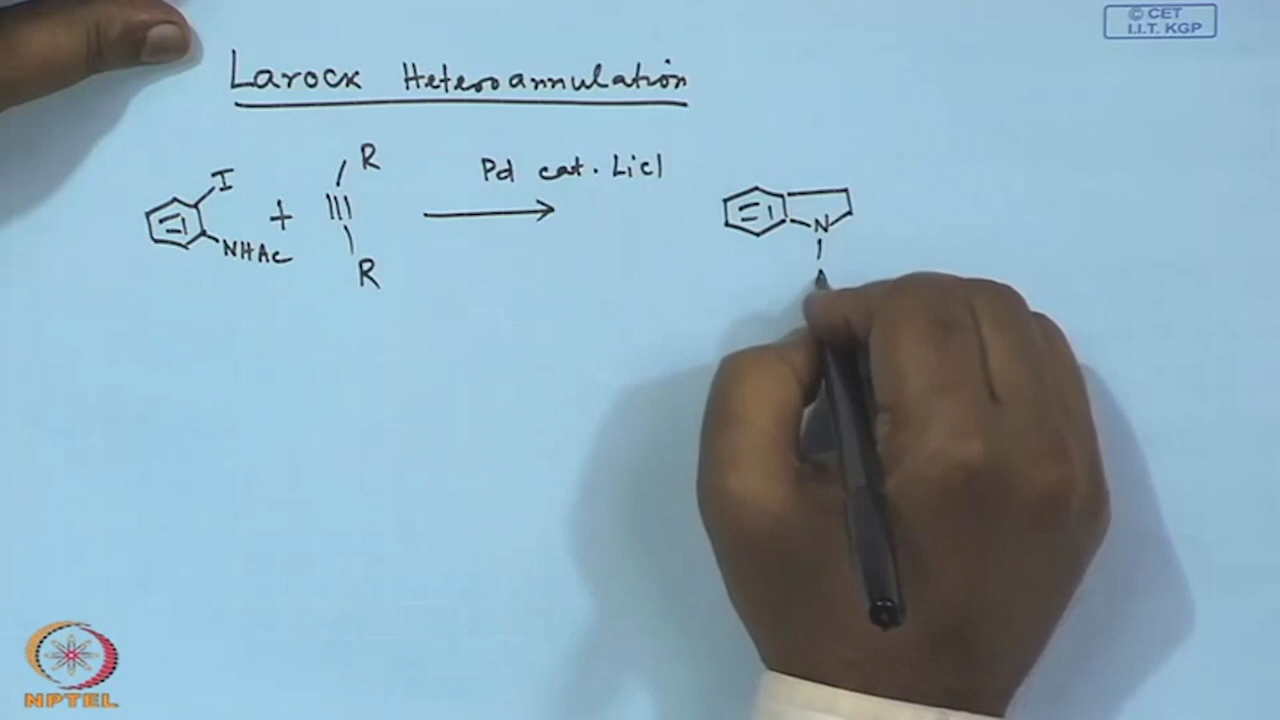 © CET
I.I.T. KGP
Larock Heteroannulation
I
NHAc
+
R
R
Pd cat. LiCl
N
NPTEL